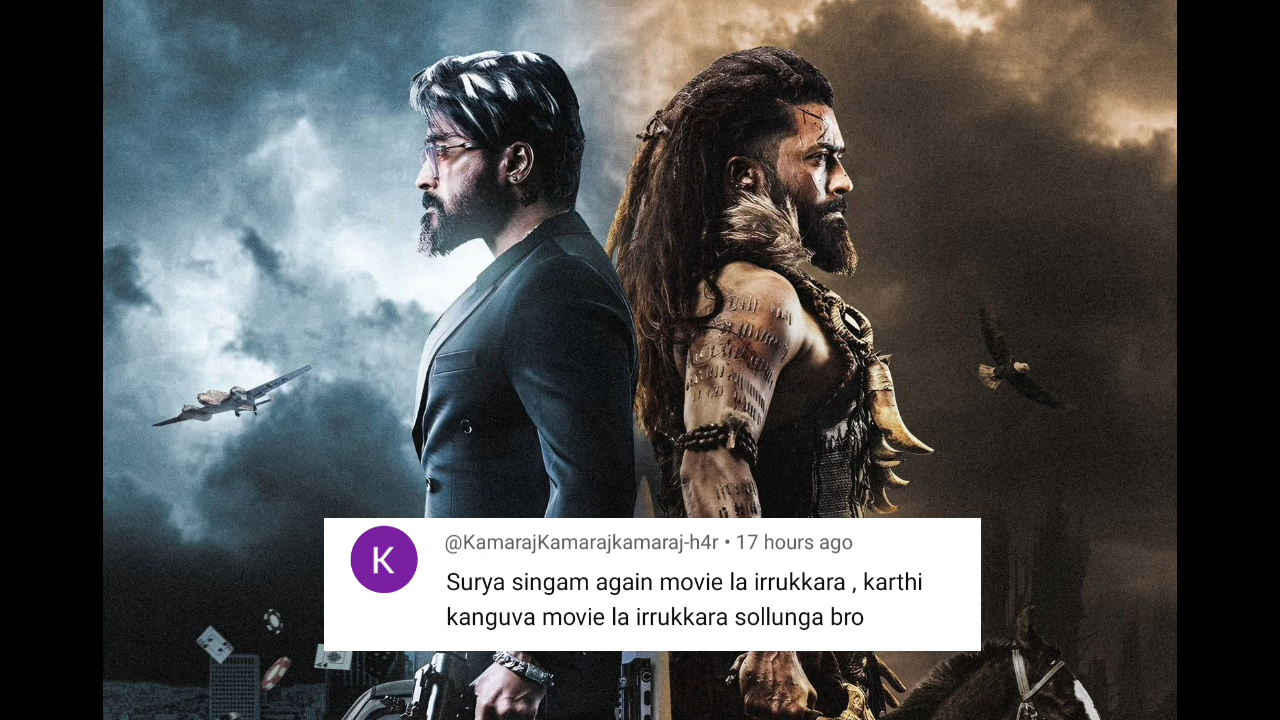 K
@KamarajKamarajkamaraj-h4r • 17 hours ago
Surya singam again movie la irrukkara , karthi
kanguva movie la irrukkara sollunga bro